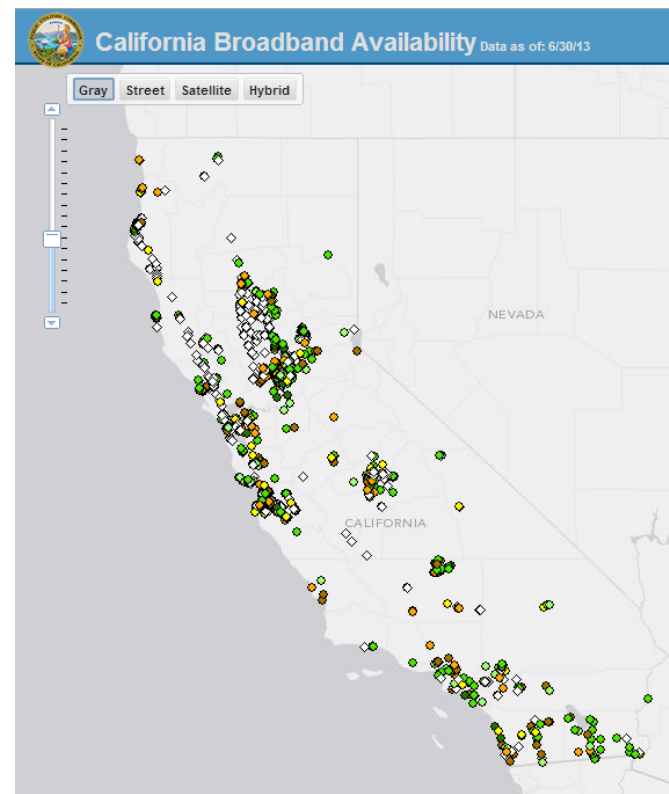 California Broadband Availability Data as of: 6/30/13
Gray Street Satellite Hybrid
NEVADA
CALIFORNIA